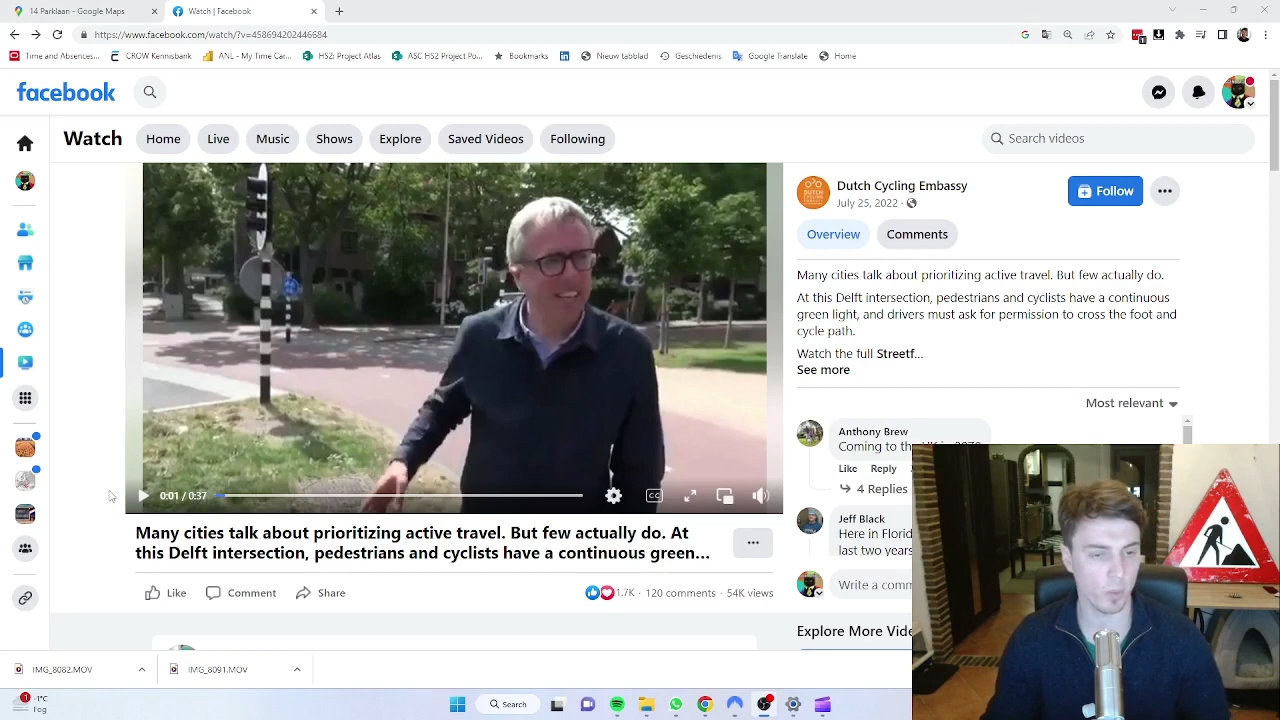 14 Parklaan - Google Maps
Watch | Facebook
https://www.facebook.com/watch/?v=458694202446684
Time and Absences...
CROW Kennisbank
ANL - My Time Car...
HS2: Project Atlas
ASC HS2 Project Po...
Bookmarks
Nieuw tabblad
Geschiedenis
Google Translate
Home
facebook
Watch
Home
Live
Music
Shows
Explore
Saved Videos
Following
Search videos
Dutch Cycling Embassy
July 25, 2022
Follow
Overview
Comments
Many cities talk about prioritizing active travel. But few actually do.
At this Delft intersection, pedestrians and cyclists have a continuous
green light, and drivers must ask for permission to cross the foot and
cycle path.
Watch the full Streetf...
See more
Most relevant
Anthony Brew
Coming to th
Like Reply
4 Replies
Jeff Black
Here in Florid
last two years
Write a comm
Explore More Vide
0:01 / 0:37
CC
Many cities talk about prioritizing active travel. But few actually do. At
this Delft intersection, pedestrians and cyclists have a continuous green...
Like
Comment
Share
1.7K · 120 comments · 54K views
IMG_8082.MOV
IMG_8091.MOV
1
-1°C
Fog
Search